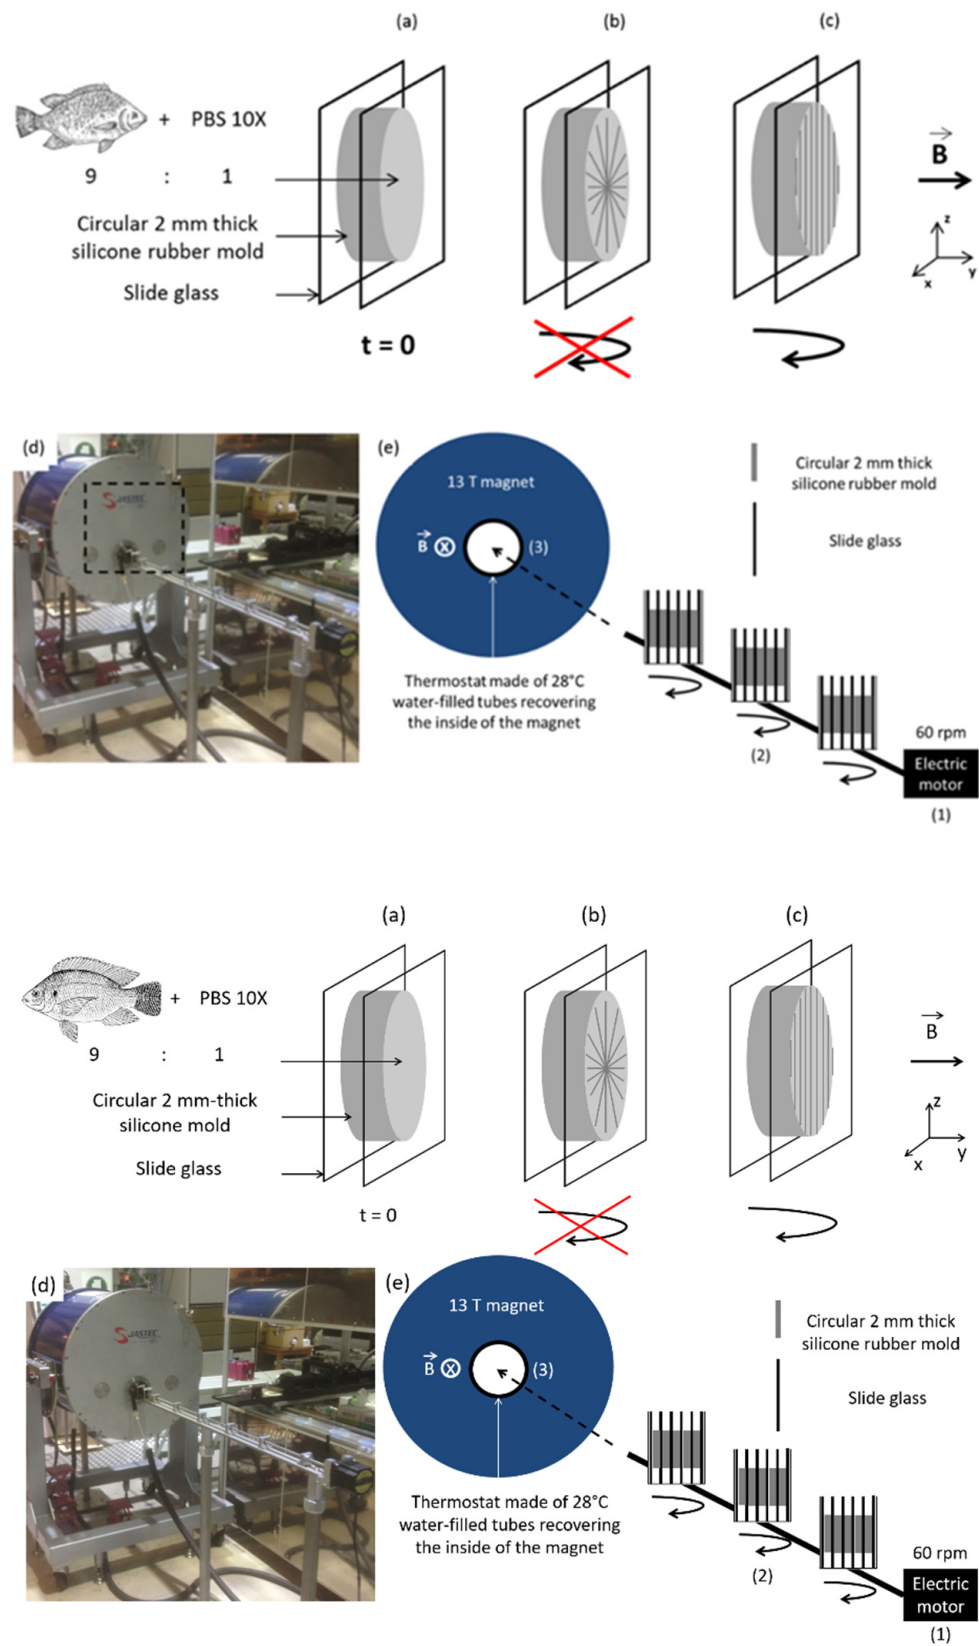 (a)
(b)
(c)
+ PBS 10X
9 : 1
Circular 2 mm thick
silicone rubber mold
Slide glass
t = 0
B
z
y
x
(d)
JASTEC
(e)
13 T magnet
B
X
(3)
Thermostat made of 28°C
water-filled tubes recovering
the inside of the magnet
Circular 2 mm thick
silicone rubber mold
Slide glass
(2)
60 rpm
Electric
motor
(1)
(a)
(b)
(c)
+ PBS 10X
9 : 1
Circular 2 mm-thick
silicone mold
Slide glass
t = 0
B
z
y
x
(d)
JASTEC
(e)
13 T magnet
B
X
(3)
Thermostat made of 28°C
water-filled tubes recovering
the inside of the magnet
Circular 2 mm thick
silicone rubber mold
Slide glass
(2)
60 rpm
Electric
motor
(1)